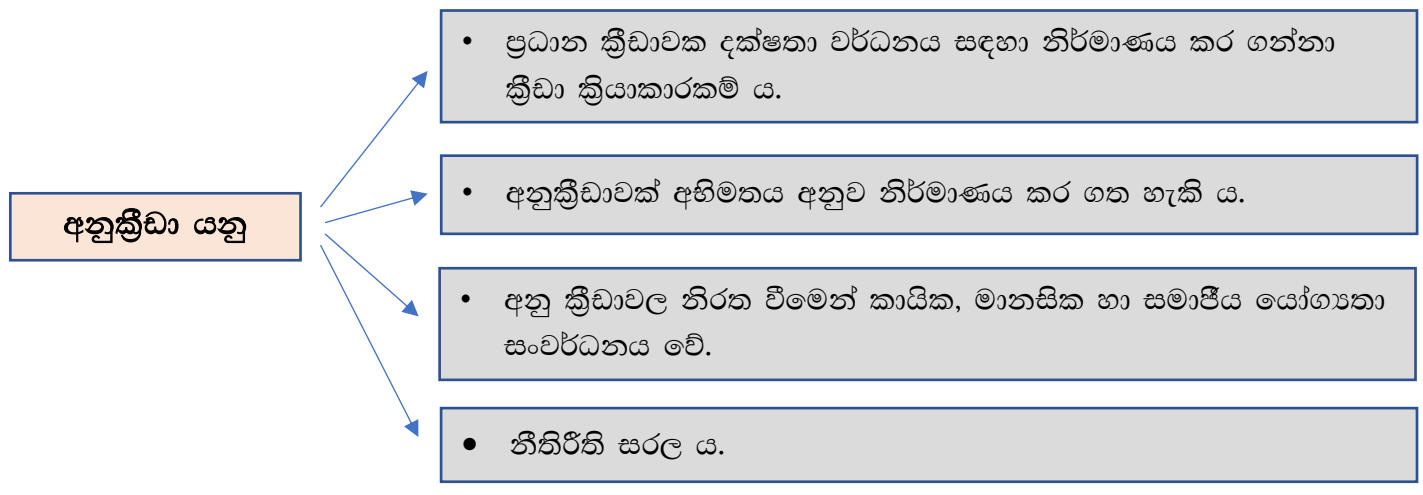 • ප්‍රධාන ක්‍රීඩාවක දක්ෂතා වර්ධනය සඳහා නිර්මාණය කර ගන්නා
ක්‍රීඩා ක්‍රියාකාරකම් ය.
• අනුක්‍රීඩාවක් අභිමතය අනුව නිර්මාණය කර ගත හැකි ය.
අනුක්‍රීඩා යනු
• අනු ක්‍රීඩාවල නිරත වීමෙන් කායික, මානසික හා සමාජීය යෝග්‍යතා
සංවර්ධනය වේ.
• නීතිරීති සරල ය.